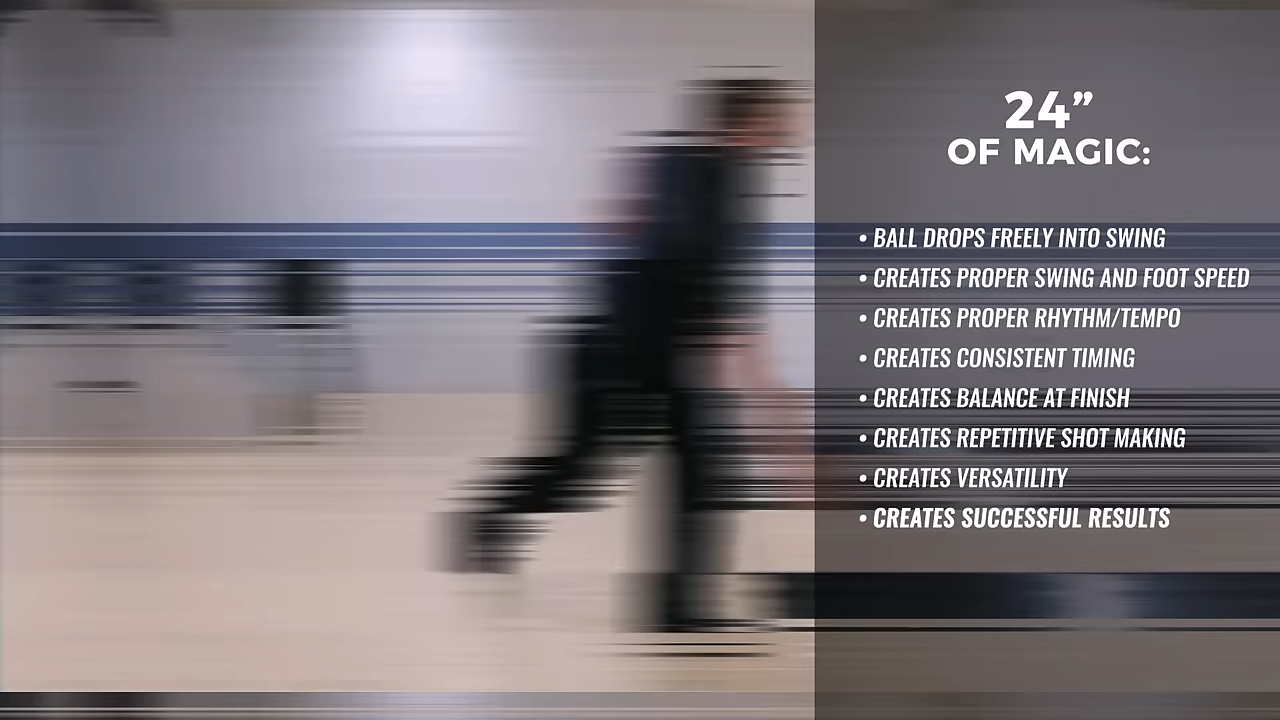 24”
OF MAGIC:
• BALL DROPS FREELY INTO SWING
• CREATES PROPER SWING AND FOOT SPEED
• CREATES PROPER RHYTHM/TEMPO
• CREATES CONSISTENT TIMING
• CREATES BALANCE AT FINISH
• CREATES REPETITIVE SHOT MAKING
• CREATES VERSATILITY
• CREATES SUCCESSFUL RESULTS